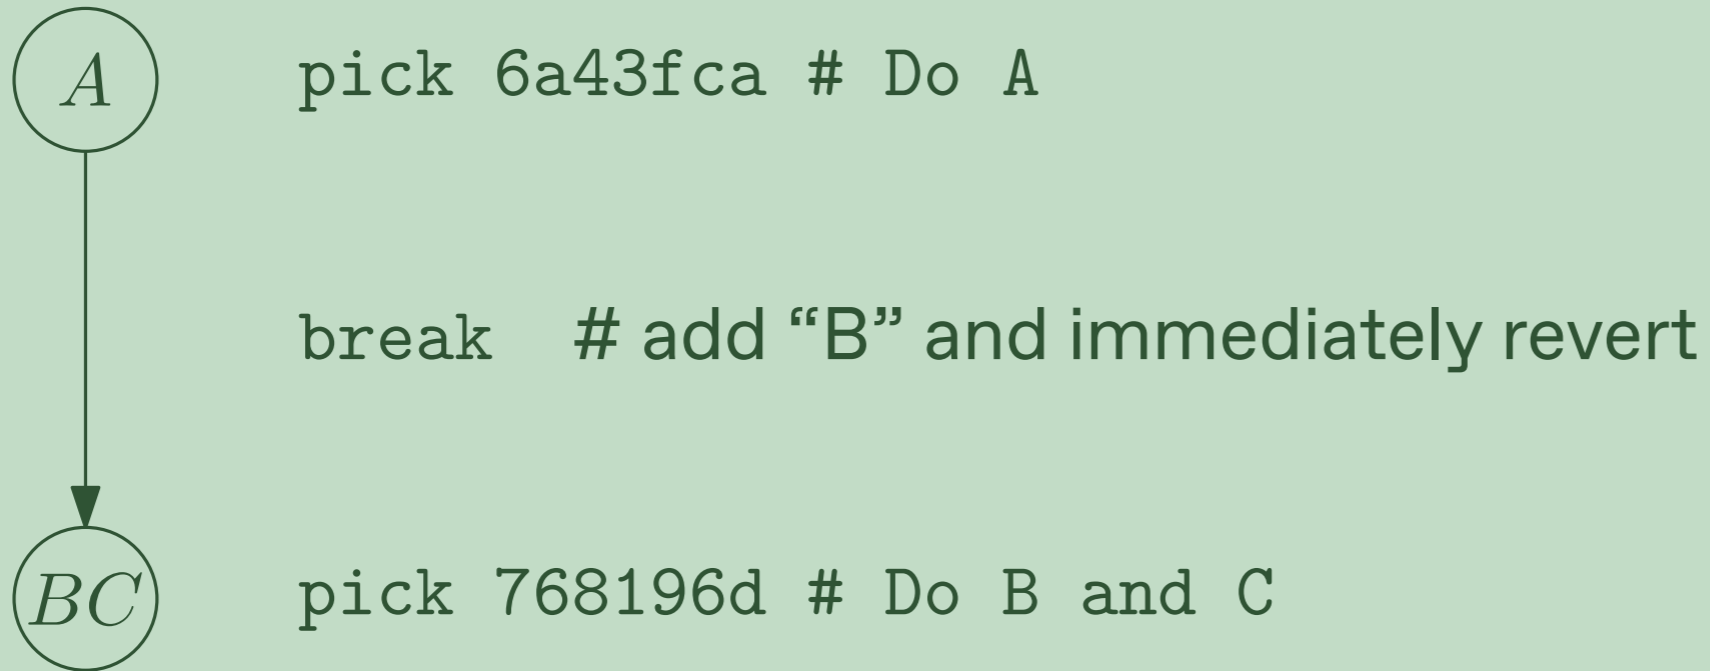 A
pick 6a43fca # Do A
break # add “B” and immediately revert
BC
pick 768196d # Do B and C